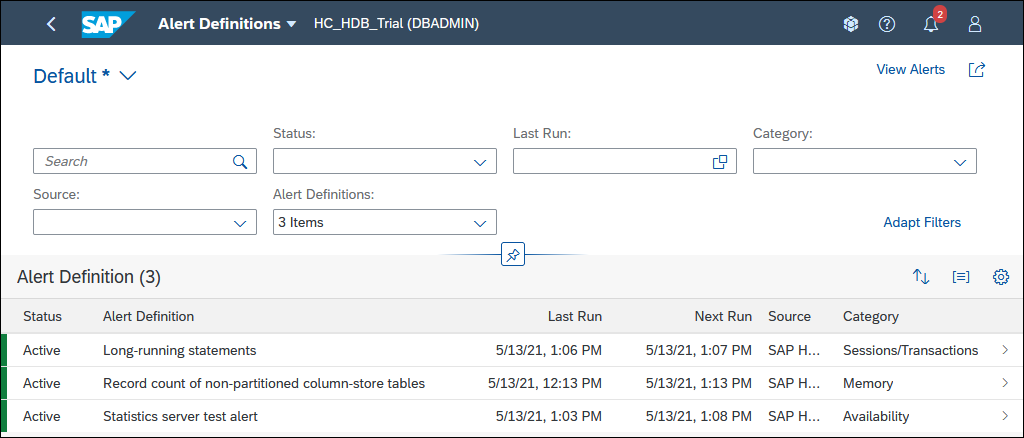 SAP Alert Definitions HC_HDB_Trial (DBADMIN) 2
Default * View Alerts
Status: Last Run: Category:
Search
Source: Alert Definitions:
3 Items Adapt Filters
Alert Definition (3)
Status Alert Definition Last Run Next Run Source Category
Active Long-running statements 5/13/21, 1:06 PM 5/13/21, 1:07 PM SAP H... Sessions/Transactions
Active Record count of non-partitioned column-store tables 5/13/21, 12:13 PM 5/13/21, 1:13 PM SAP H... Memory
Active Statistics server test alert 5/13/21, 1:03 PM 5/13/21, 1:08 PM SAP H... Availability